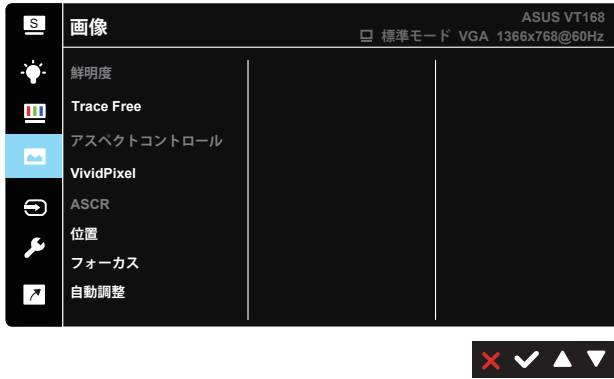 S
画像
ASUS VT168
標準モード VGA 1366x768@60Hz
鮮明度
Trace Free
アスペクトコントロール
VividPixel
ASCR
位置
フォーカス
自動調整